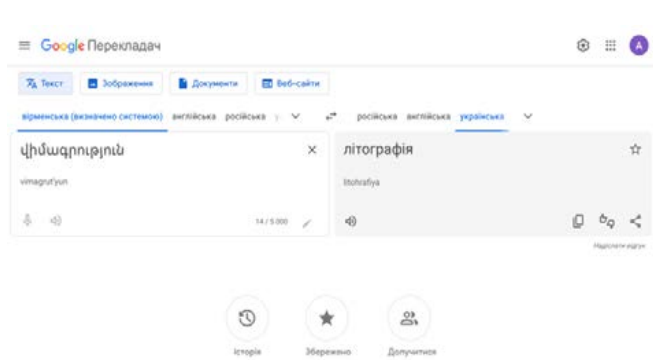 Google Перекладач
A
Текст Зображення Документи Веб-сайти
вірменська (визначено системою) англійська російська російська англійська українська
վիմագրություն літографія
vimagrut'yun litohrafiya
14 / 5 000
Надіслати відгук
Історія Збережено Долучитися